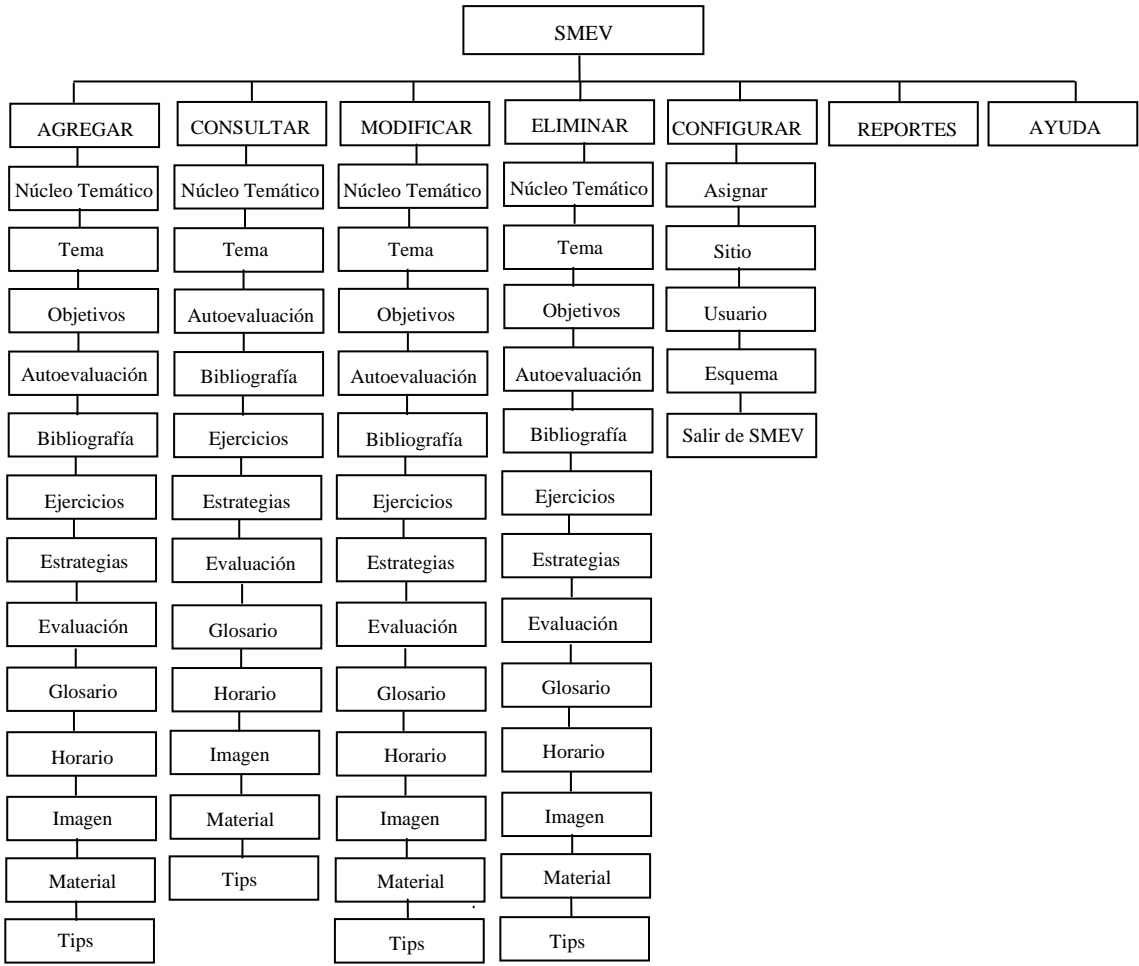 SMEV
AGREGAR
CONSULTAR
MODIFICAR
ELIMINAR
CONFIGURAR
REPORTES
AYUDA
Núcleo Temático
Tema
Objetivos
Autoevaluación
Bibliografía
Ejercicios
Estrategias
Evaluación
Glosario
Horario
Imagen
Material
Tips
Núcleo Temático
Tema
Autoevaluación
Bibliografía
Ejercicios
Estrategias
Evaluación
Glosario
Horario
Imagen
Material
Tips
Núcleo Temático
Tema
Objetivos
Autoevaluación
Bibliografía
Ejercicios
Estrategias
Evaluación
Glosario
Horario
Imagen
Material
Tips
Núcleo Temático
Tema
Objetivos
Autoevaluación
Bibliografía
Ejercicios
Estrategias
Evaluación
Glosario
Horario
Imagen
Material
Tips
Asignar
Sitio
Usuario
Esquema
Salir de SMEV